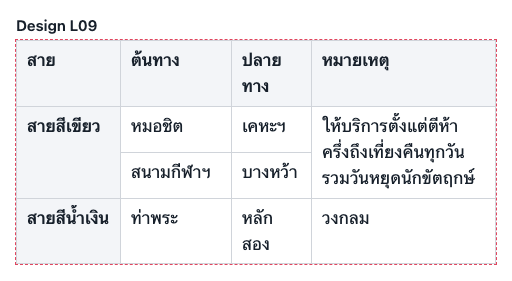 Design L09
สาย ต้นทาง ปลาย หมายเหตุ
ทาง
สายสีเขียว หมอชิต เคหะฯ ให้บริการตั้งแต่ตีห้า
ครึ่งถึงเที่ยงคืนทุกวัน
สนามกีฬาฯ บางหว้า รวมวันหยุดนักขัตฤกษ์
สายสีน้ำเงิน ท่าพระ หลัก วงกลม
สอง